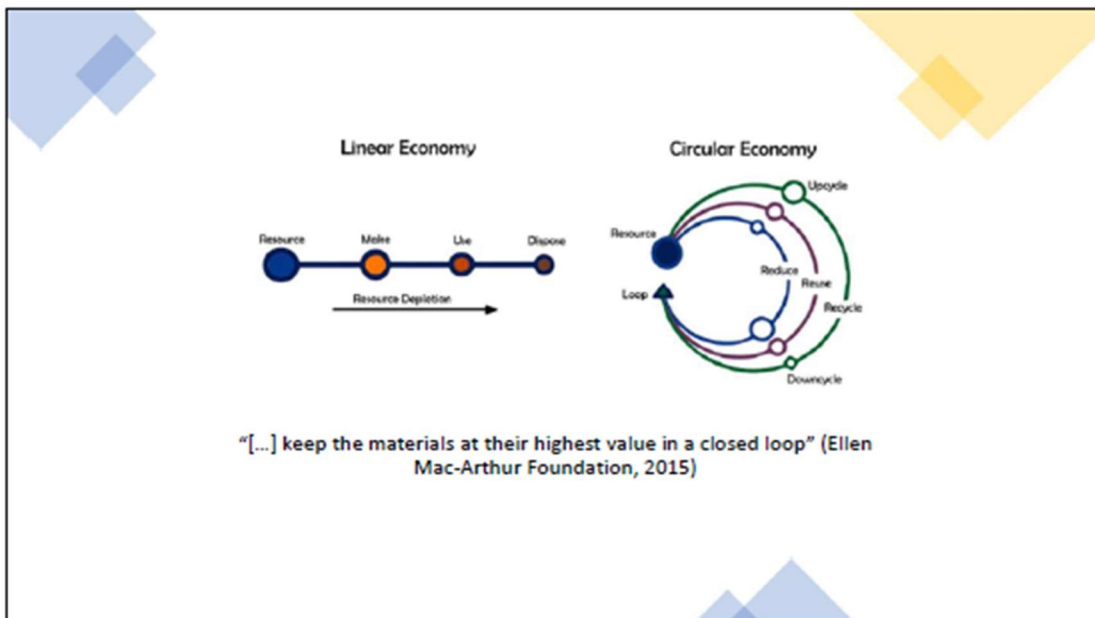 Linear Economy
Resource Make Use Dispose
Resource Depletion
Circular Economy
Upcycle
Resource
Reduce
Reuse
Loop
Recycle
Downcycle
“[...] keep the materials at their highest value in a closed loop” (Ellen
Mac-Arthur Foundation, 2015)